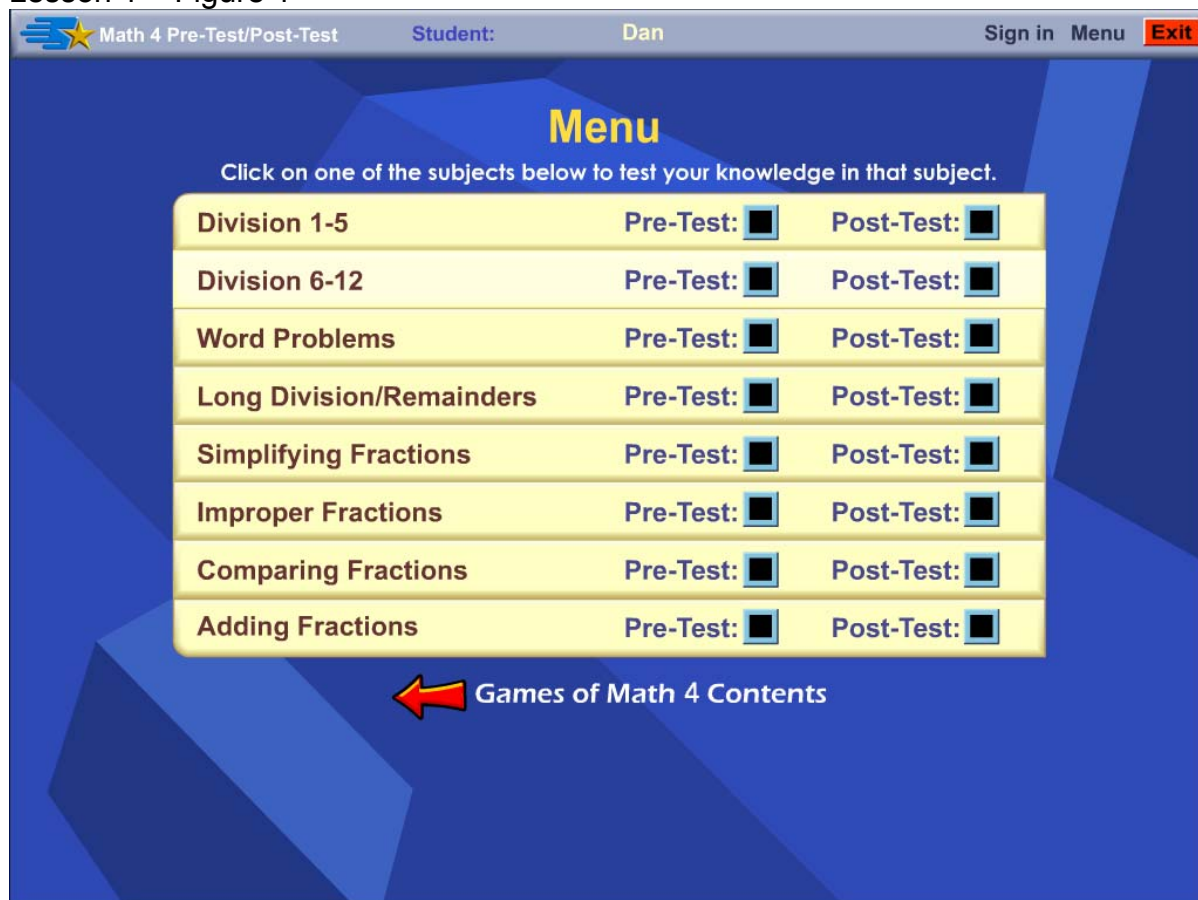 Math 4 Pre-Test/Post-Test Student: Dan Sign in Menu Exit
Menu
Click on one of the subjects below to test your knowledge in that subject.
Division 1-5 Pre-Test: Post-Test:
Division 6-12 Pre-Test: Post-Test:
Word Problems Pre-Test: Post-Test:
Long Division/Remainders Pre-Test: Post-Test:
Simplifying Fractions Pre-Test: Post-Test:
Improper Fractions Pre-Test: Post-Test:
Comparing Fractions Pre-Test: Post-Test:
Adding Fractions Pre-Test: Post-Test:
Games of Math 4 Contents